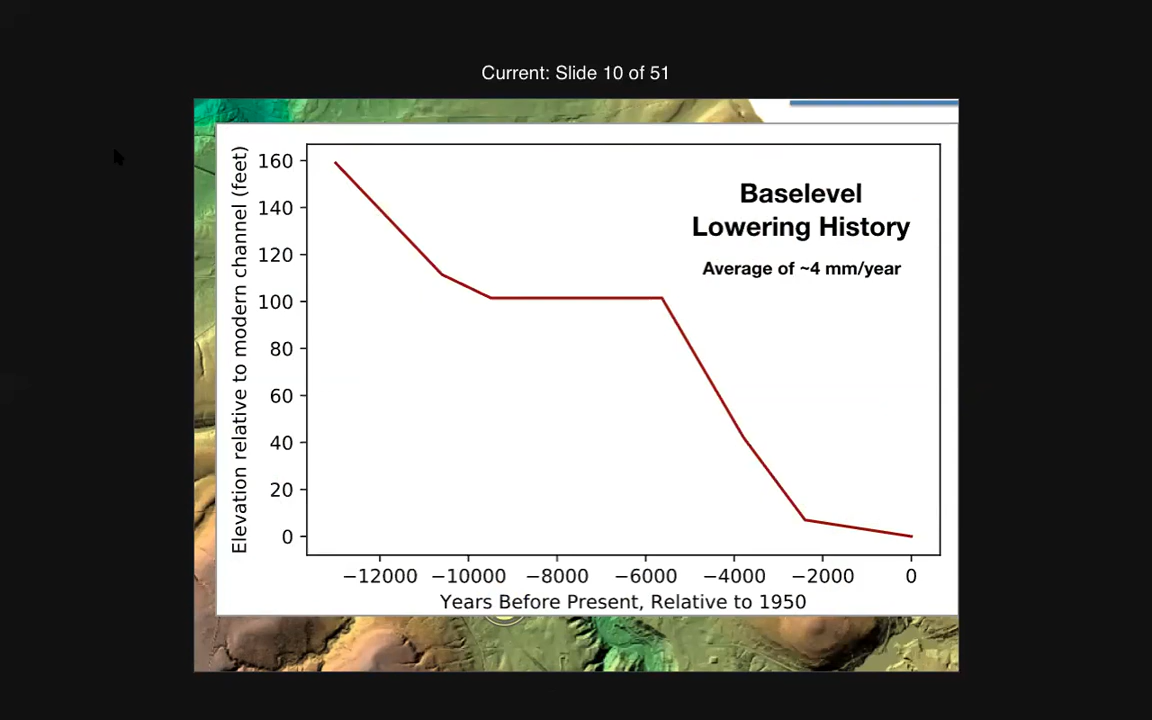 Current: Slide 10 of 51
Baselevel
Lowering History
Average of ~4 mm/year
Elevation relative to modern channel (feet)
160
140
120
100
80
60
40
20
0
−12000 −10000 −8000 −6000 −4000 −2000 0
Years Before Present, Relative to 1950